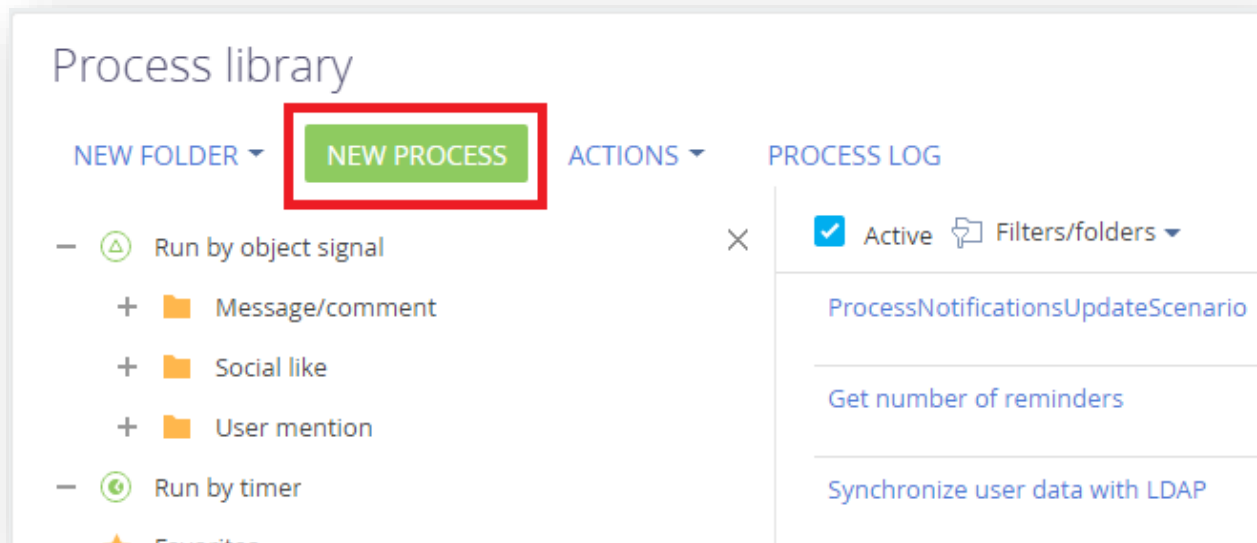 Process library
NEW FOLDER
NEW PROCESS
ACTIONS
PROCESS LOG
Run by object signal
Message/comment
Social like
User mention
Run by timer
Favorites
Active
Filters/folders
ProcessNotificationsUpdateScenario
Get number of reminders
Synchronize user data with LDAP